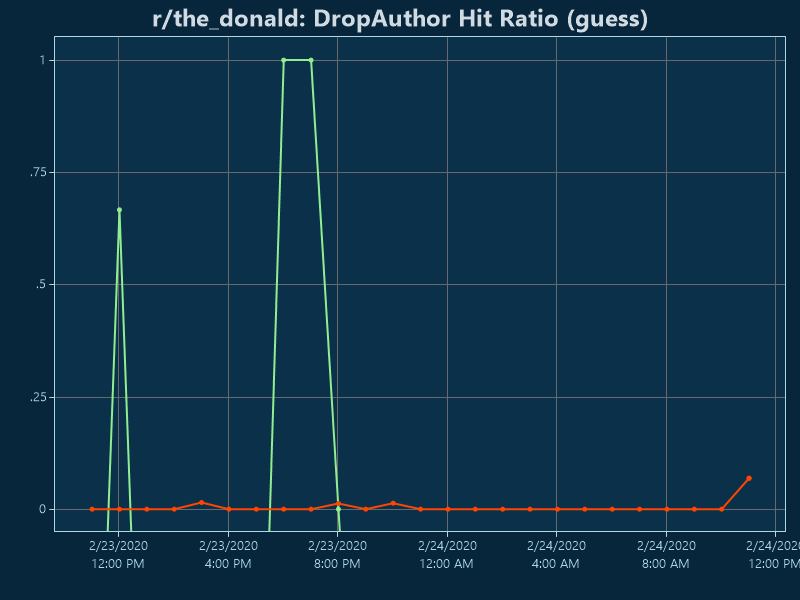 r/the_donald: DropAuthor Hit Ratio (guess)
1
.75
.5
.25
0
2/23/2020 2/23/2020 2/23/2020 2/24/2020 2/24/2020 2/24/2020 2/24/2020
12:00 PM 4:00 PM 8:00 PM 12:00 AM 4:00 AM 8:00 AM 12:00 PM